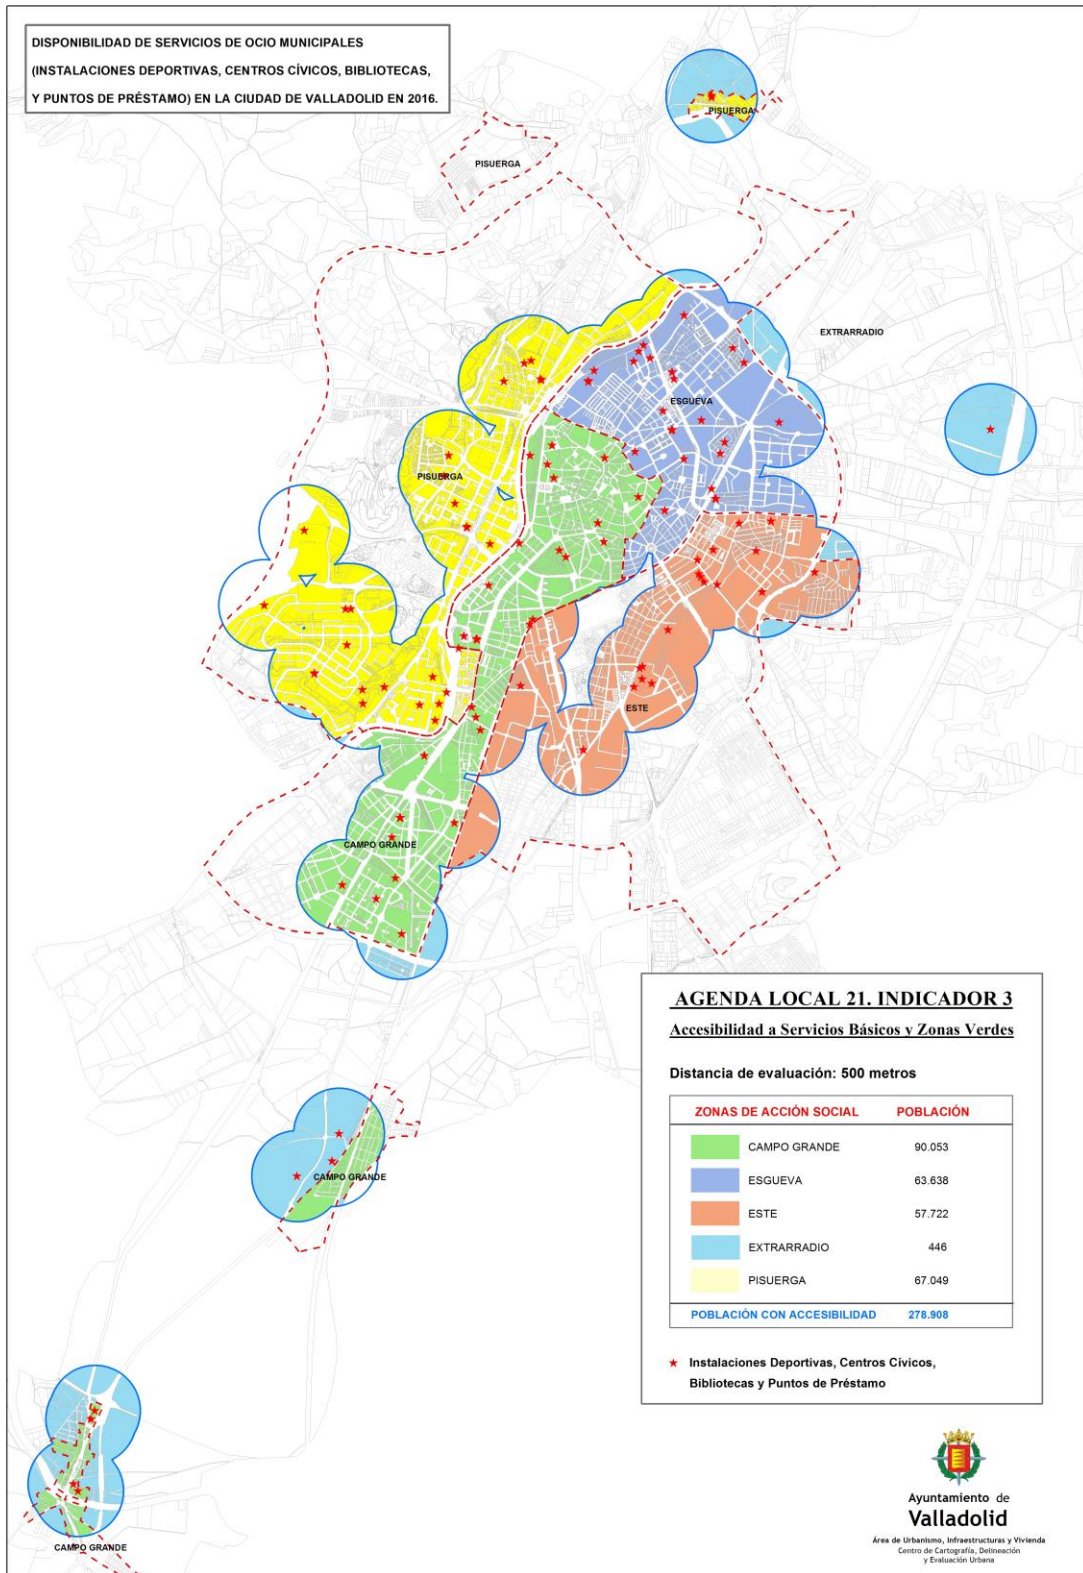 DISPONIBILIDAD DE SERVICIOS DE OCIO MUNICIPALES
(INSTALACIONES DEPORTIVAS, CENTROS CÍVICOS, BIBLIOTECAS,
Y PUNTOS DE PRÉSTAMO) EN LA CIUDAD DE VALLADOLID EN 2016.
PISUERGA
PISUERGA
EXTRARRADIO
ESGUEVA
PISUERGA
ESTE
CAMPO GRANDE
CAMPO GRANDE
CAMPO GRANDE
AGENDA LOCAL 21. INDICADOR 3
Accesibilidad a Servicios Básicos y Zonas Verdes
Distancia de evaluación: 500 metros
ZONAS DE ACCIÓN SOCIAL POBLACIÓN
CAMPO GRANDE 90.053
ESGUEVA 63.638
ESTE 57.722
EXTRARRADIO 446
PISUERGA 67.049
POBLACIÓN CON ACCESIBILIDAD 278.908
Instalaciones Deportivas, Centros Cívicos,
Bibliotecas y Puntos de Préstamo
Ayuntamiento de
Valladolid
Área de Urbanismo, Infraestructuras y Vivienda
Centro de Cartografía, Delineación
y Evaluación Urbana